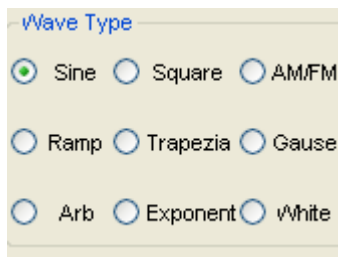 Wave Type
Sine Square AM/FM
Ramp Trapezia Gause
Arb Exponent White